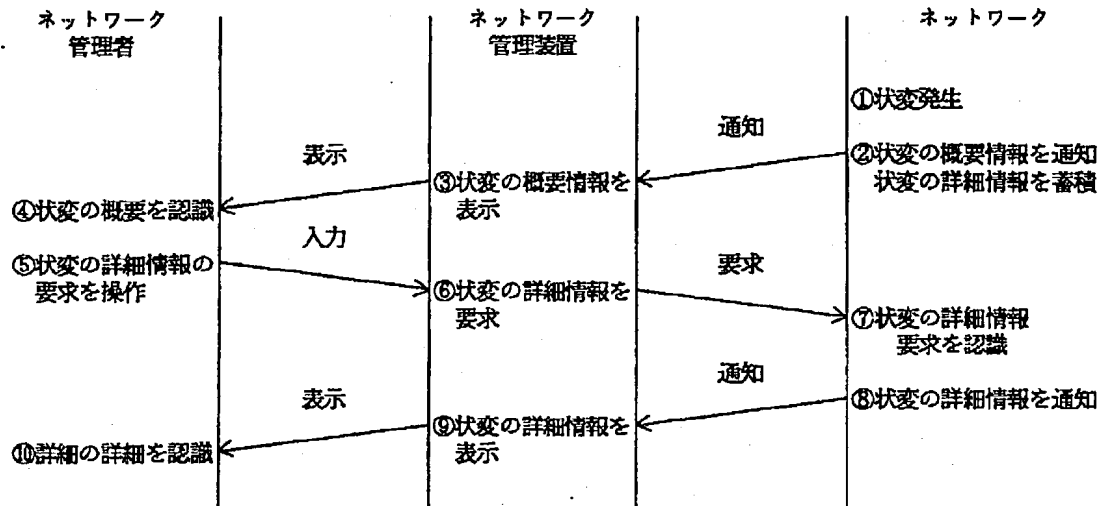 ネットワーク
管理者
ネットワーク
管理装置
ネットワーク
①状変発生
通知
②状変の概要情報を通知
状変の詳細情報を蓄積
表示
③状変の概要情報を
表示
④状変の概要を認識
入力
⑤状変の詳細情報の
要求を操作
要求
⑥状変の詳細情報を
要求
⑦状変の詳細情報
要求を認識
通知
⑧状変の詳細情報を通知
表示
⑨状変の詳細情報を
表示
⑩詳細の詳細を認識